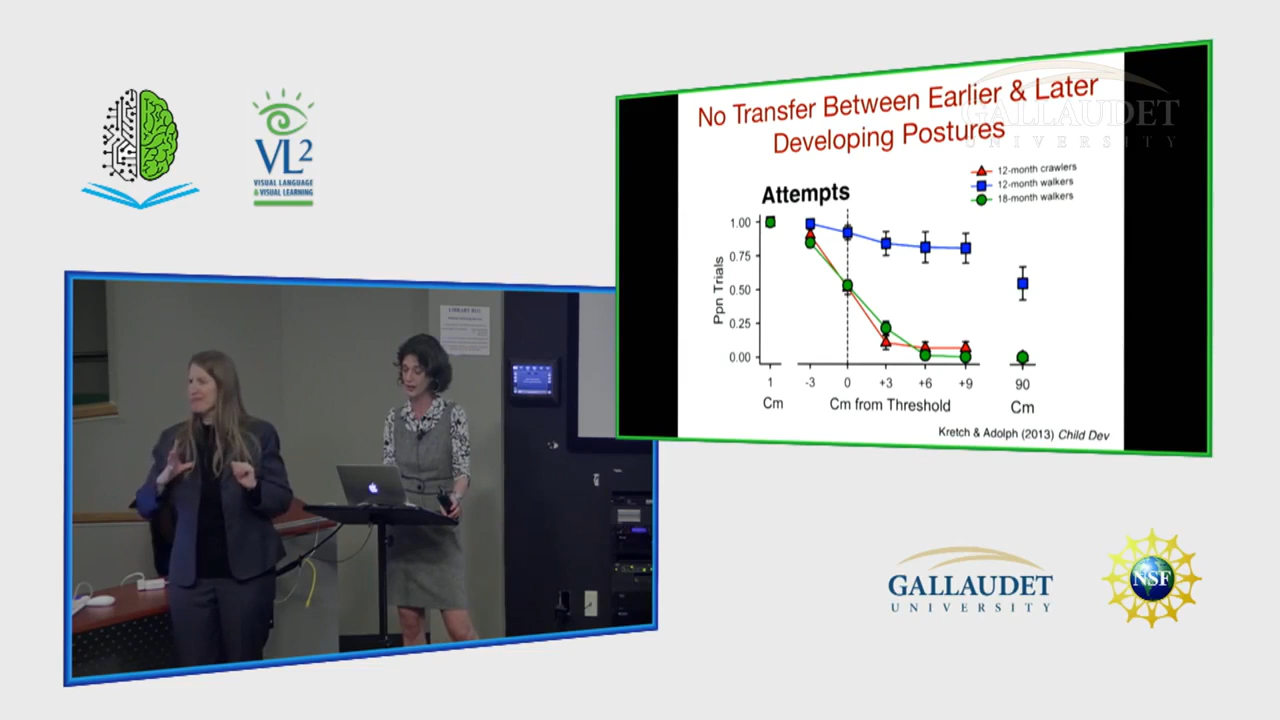 VL2
VISUAL LANGUAGE
& VISUAL LEARNING
GALLAUDET
UNIVERSITY
No Transfer Between Earlier & Later
Developing Postures
12-month crawlers
12-month walkers
18-month walkers
Attempts
Ppn Trials
1.00
0.75
0.50
0.25
0.00
1 -3 0 +3 +6 +9 90
Cm Cm from Threshold Cm
Kretch & Adolph (2013) Child Dev
GALLAUDET
UNIVERSITY
NSF